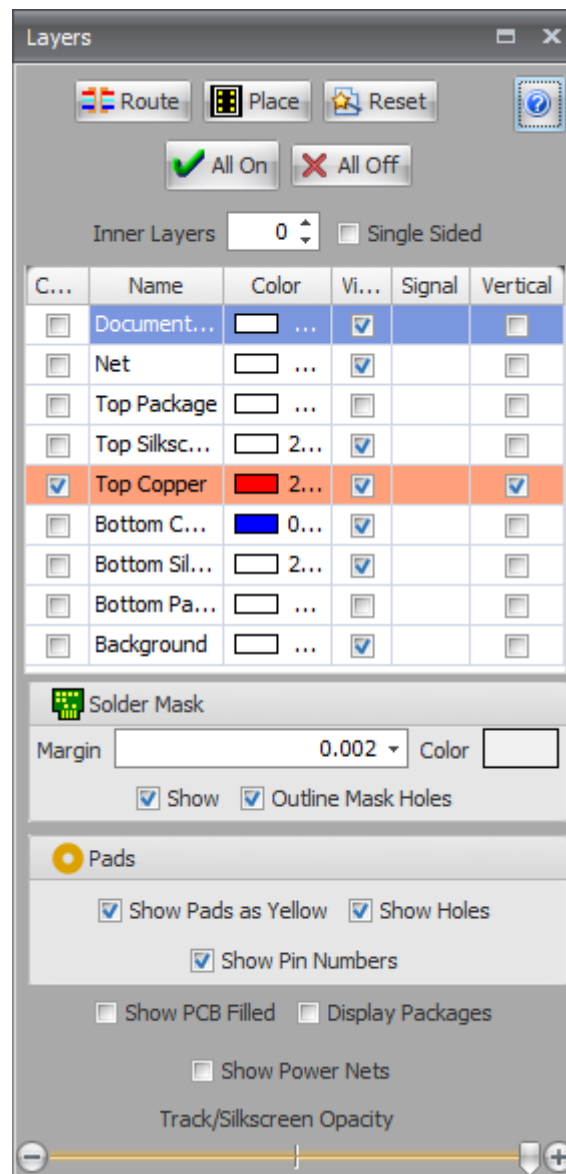 Layers
Route Place Reset
All On All Off
Inner Layers 0 Single Sided
C... Name Color Vi... Signal Vertical
Document... ...
Net ...
Top Package ...
Top Silksc... 2...
Top Copper 2...
Bottom C... 0...
Bottom Sil... 2...
Bottom Pa... ...
Background ...
Solder Mask
Margin 0.002 Color
Show Outline Mask Holes
Pads
Show Pads as Yellow Show Holes
Show Pin Numbers
Show PCB Filled Display Packages
Show Power Nets
Track/Silkscreen Opacity